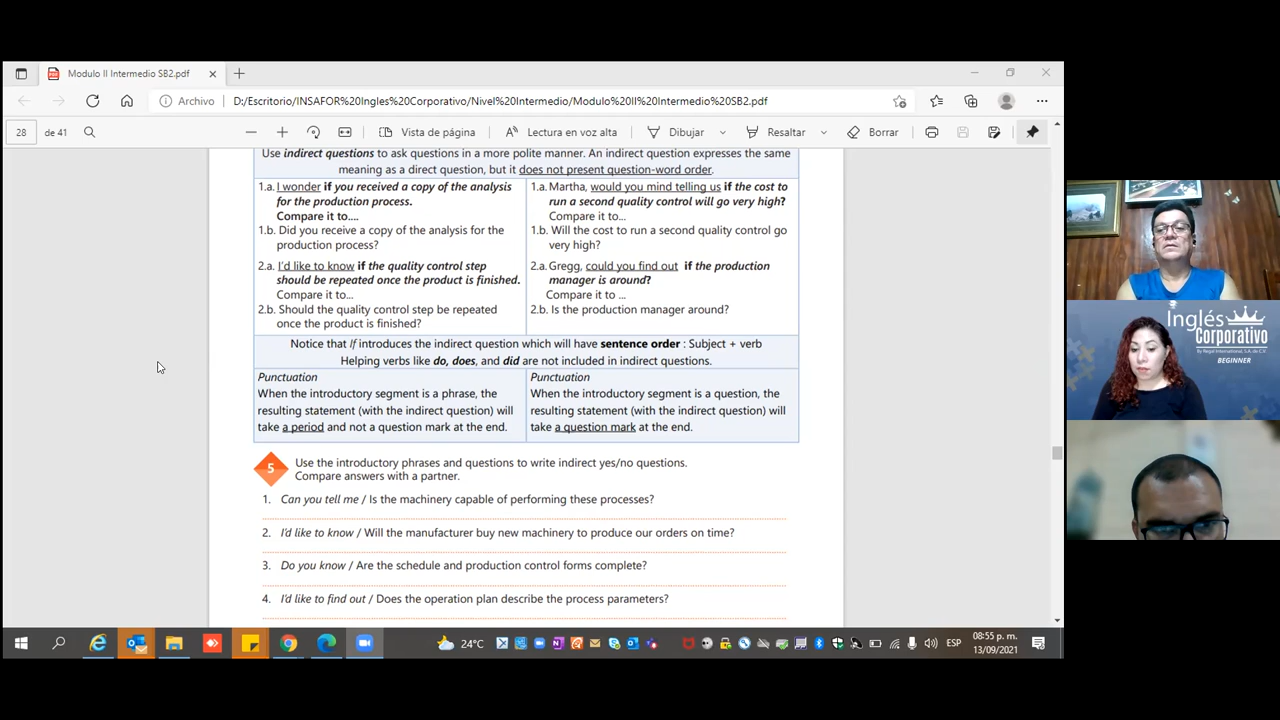 Modulo II Intermedio SB2.pdf
Archivo D:/Escritorio/INSAFOR%20Ingles%20Corporativo/Nivel%20Intermedio/Modulo%20II%20Intermedio%20SB2.pdf
28 de 41 Vista de página Lectura en voz alta Dibujar Resaltar Borrar
Use indirect questions to ask questions in a more polite manner. An indirect question expresses the same
meaning as a direct question, but it does not present question-word order.
1.a. I wonder if you received a copy of the analysis
for the production process.
Compare it to....
1.b. Did you receive a copy of the analysis for the
production process?
2.a. I'd like to know if the quality control step
should be repeated once the product is finished.
Compare it to...
2.b. Should the quality control step be repeated
once the product is finished?
1.a. Martha, would you mind telling us if the cost to
run a second quality control will go very high?
Compare it to...
1.b. Will the cost to run a second quality control go
very high?
2.a. Gregg, could you find out if the production
manager is around?
Compare it to ...
2.b. Is the production manager around?
Notice that If introduces the indirect question which will have sentence order : Subject + verb
Helping verbs like do, does, and did are not included in indirect questions.
Punctuation
When the introductory segment is a phrase, the
resulting statement (with the indirect question) will
take a period and not a question mark at the end.
Punctuation
When the introductory segment is a question, the
resulting statement (with the indirect question) will
take a question mark at the end.
5 Use the introductory phrases and questions to write indirect yes/no questions.
Compare answers with a partner.
1. Can you tell me / Is the machinery capable of performing these processes?
2. I'd like to know / Will the manufacturer buy new machinery to produce our orders on time?
3. Do you know / Are the schedule and production control forms complete?
4. I'd like to find out / Does the operation plan describe the process parameters?
24°C ESP 08:55 p. m.
13/09/2021
Inglés
Corporativo
By Regal International, S.A. de C.V.
BEGINNER